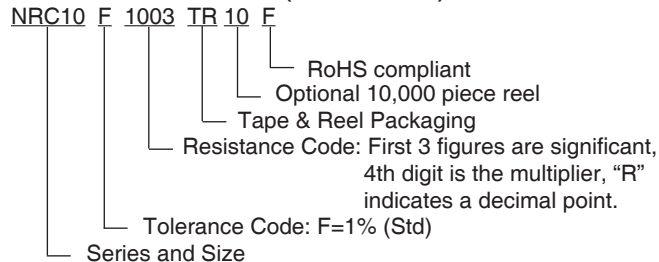 NRC10 F 1003 TR 10 F
RoHS compliant
Optional 10,000 piece reel
Tape & Reel Packaging
Resistance Code: First 3 figures are significant,
4th digit is the multiplier, “R”
indicates a decimal point.
Tolerance Code: F=1% (Std)
Series and Size